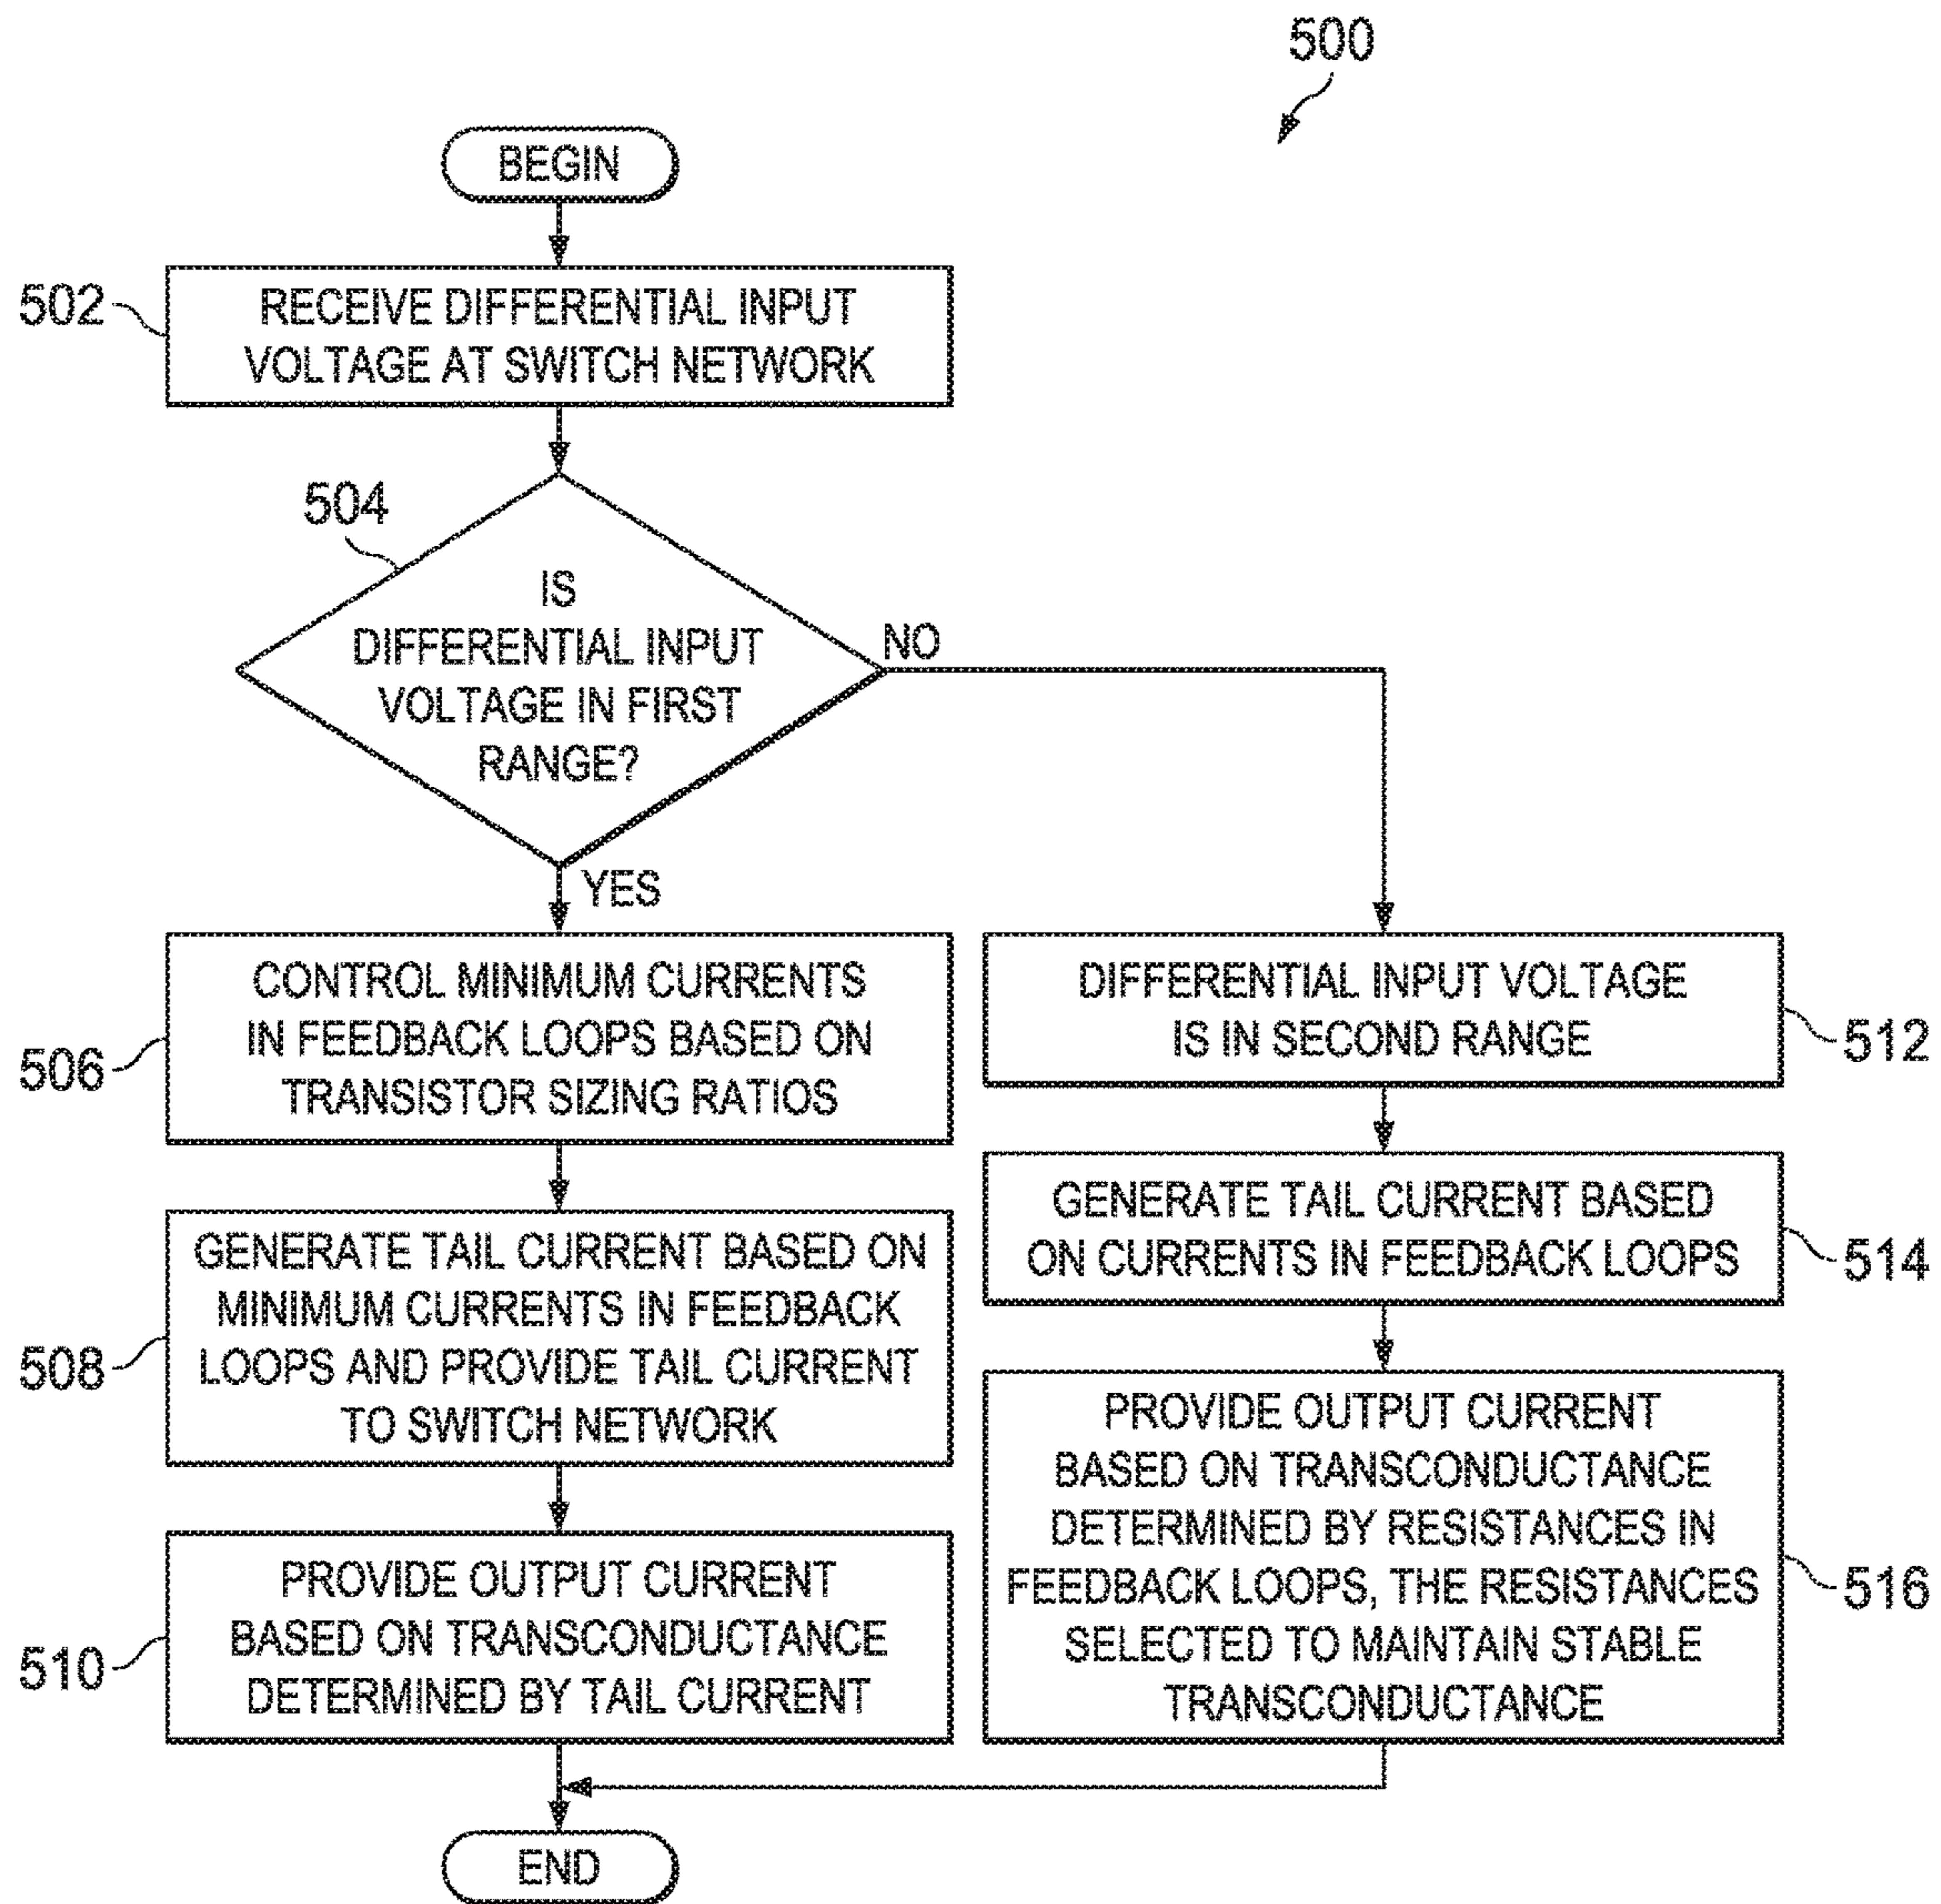 500
BEGIN
502
RECEIVE DIFFERENTIAL INPUT
VOLTAGE AT SWITCH NETWORK
504
IS
DIFFERENTIAL INPUT
VOLTAGE IN FIRST
RANGE?
NO
YES
506
CONTROL MINIMUM CURRENTS
IN FEEDBACK LOOPS BASED ON
TRANSISTOR SIZING RATIOS
508
GENERATE TAIL CURRENT BASED ON
MINIMUM CURRENTS IN FEEDBACK
LOOPS AND PROVIDE TAIL CURRENT
TO SWITCH NETWORK
510
PROVIDE OUTPUT CURRENT
BASED ON TRANSCONDUCTANCE
DETERMINED BY TAIL CURRENT
DIFFERENTIAL INPUT VOLTAGE
IS IN SECOND RANGE
512
GENERATE TAIL CURRENT BASED
ON CURRENTS IN FEEDBACK LOOPS
514
PROVIDE OUTPUT CURRENT
BASED ON TRANSCONDUCTANCE
DETERMINED BY RESISTANCES IN
FEEDBACK LOOPS, THE RESISTANCES
SELECTED TO MAINTAIN STABLE
TRANSCONDUCTANCE
516
END